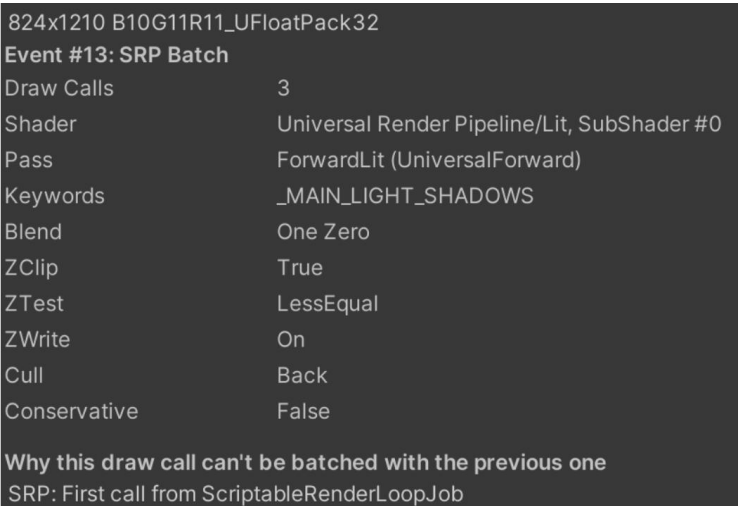 824x1210 B10G11R11_UFloatPack32
Event #13: SRP Batch
Draw Calls 3
Shader Universal Render Pipeline/Lit, SubShader #0
Pass ForwardLit (UniversalForward)
Keywords _MAIN_LIGHT_SHADOWS
Blend One Zero
ZClip True
ZTest LessEqual
ZWrite On
Cull Back
Conservative False
Why this draw call can't be batched with the previous one
SRP: First call from ScriptableRenderLoopJob